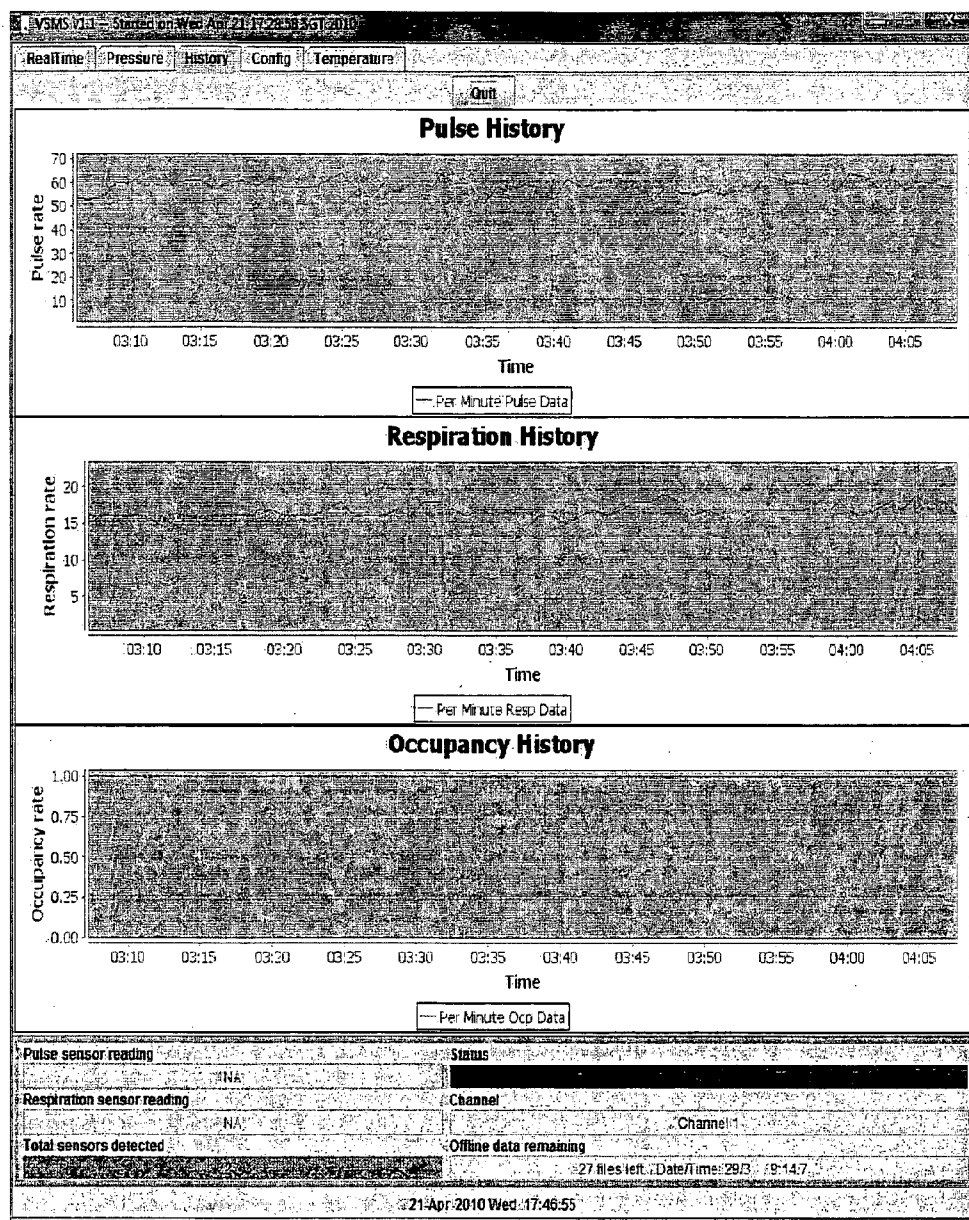 VSMS V1.1 -- Started on Wed Apr 21 17:29:58 SGT 2010
RealTime Pressure History Config Temperature
Quit
Pulse History
Pulse rate
70
60
50
40
30
20
10
03:10 03:15 03:20 03:25 03:30 03:35 03:40 03:45 03:50 03:55 04:00 04:05
Time
Per Minute Pulse Data
Respiration History
Respiration rate
20
15
10
5
03:10 03:15 03:20 03:25 03:30 03:35 03:40 03:45 03:50 03:55 04:00 04:05
Time
Per Minute Resp Data
Occupancy History
Occupancy rate
1.00
0.75
0.50
0.25
0.00
03:10 03:15 03:20 03:25 03:30 03:35 03:40 03:45 03:50 03:55 04:00 04:05
Time
Per Minute Ocp Data
Pulse sensor reading Status
NA
Respiration sensor reading Channel
NA Channel 1
Total sensors detected Offline data remaining
27 files left. Date/Time: 29/3 9:14:7
21-Apr-2010 Wed 17:46:55